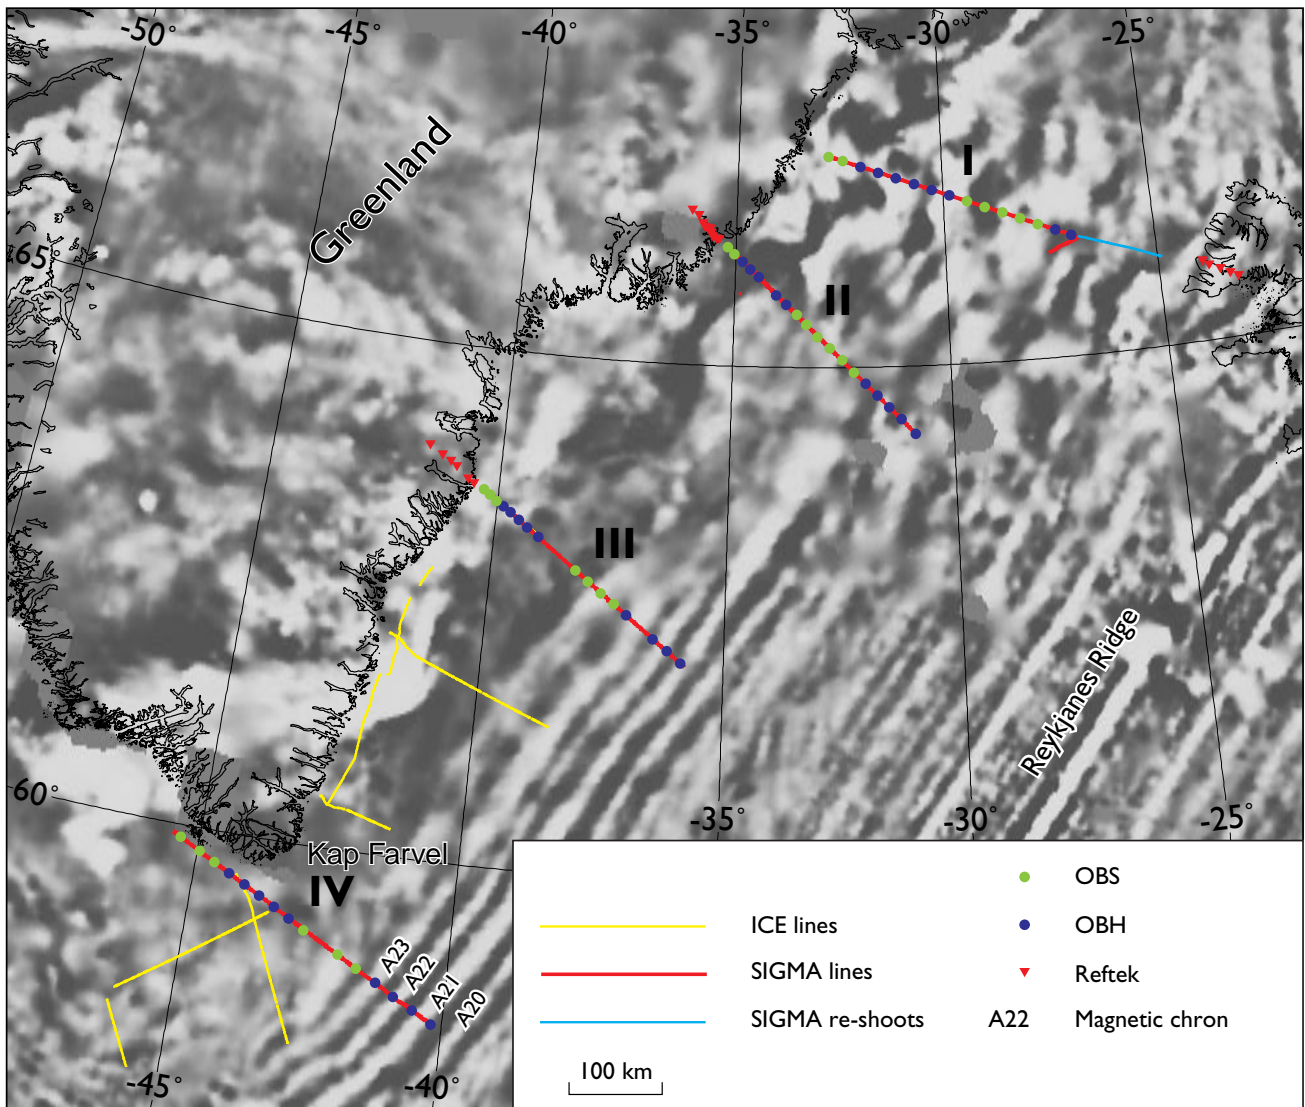 -50°
-45°
-40°
-35°
-30°
-25°
I
Greenland
65°
II
III
Reykjanes Ridge
60°
-35°
-30°
-25°
Kap Farvel
IV
A23
A22
A21
A20
-45°
-40°
OBS
ICE lines
OBH
SIGMA lines
Reftek
SIGMA re-shoots
A22
Magnetic chron
100 km